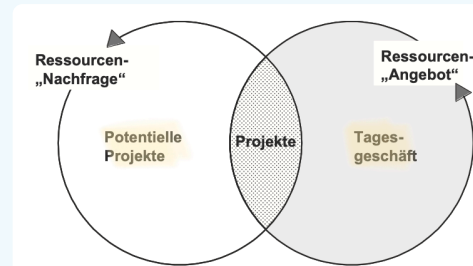 Ressourcen-
„Nachfrage“
Ressourcen-
„Angebot“
Potentielle
Projekte
Projekte
Tages-
geschäft